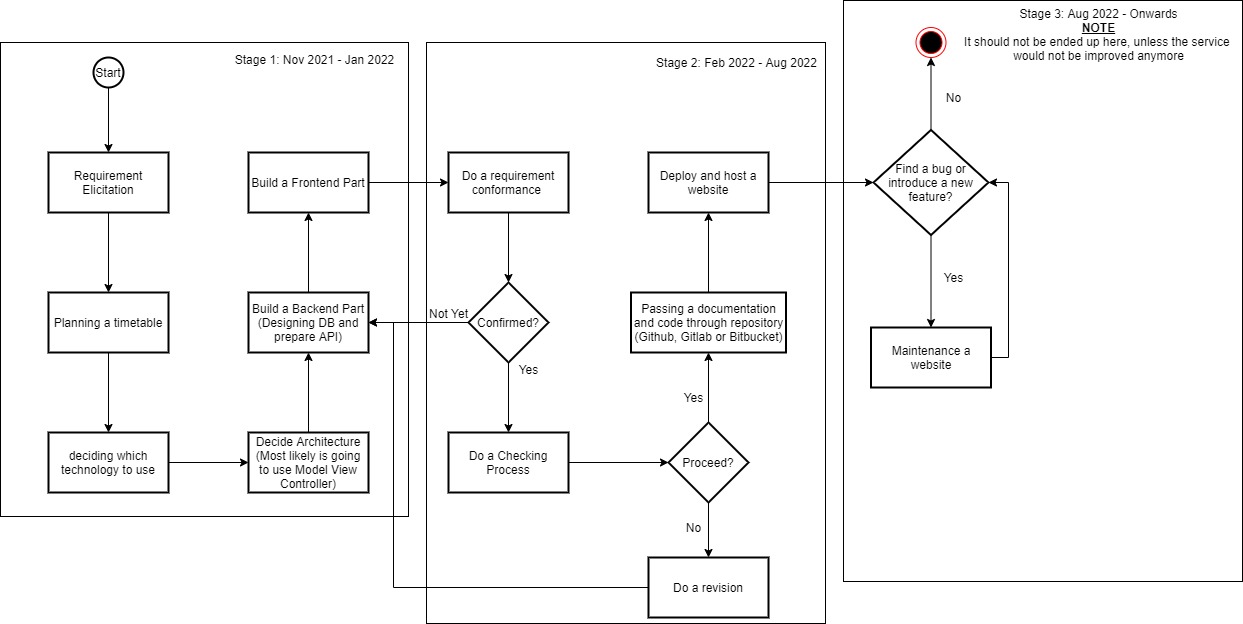 Stage 1: Nov 2021 - Jan 2022
Start
Requirement
Elicitation
Planning a timetable
deciding which
technology to use
Decide Architecture
(Most likely is going
to use Model View
Controller)
Build a Backend Part
(Designing DB and
prepare API)
Build a Frontend Part
Stage 2: Feb 2022 - Aug 2022
Do a requirement
conformance
Confirmed?
Not Yet
Yes
Do a Checking
Process
Proceed?
Yes
No
Do a revision
Passing a documentation
and code through repository
(Github, Gitlab or Bitbucket)
Deploy and host a
website
Stage 3: Aug 2022 - Onwards
NOTE
It should not be ended up here, unless the service
would not be improved anymore
No
Find a bug or
introduce a new
feature?
Yes
Maintenance a
website